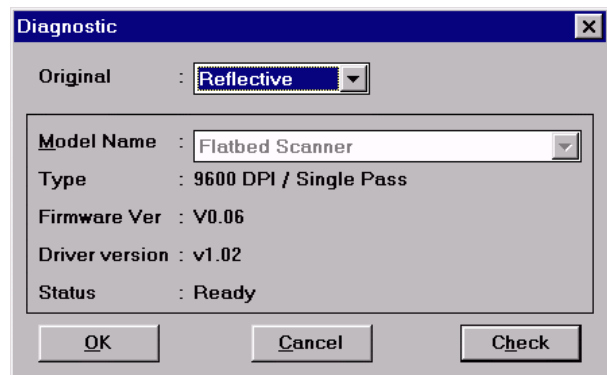 Diagnostic
Original : Reflective
Model Name : Flatbed Scanner
Type : 9600 DPI / Single Pass
Firmware Ver : V0.06
Driver version : v1.02
Status : Ready
OK Cancel Check